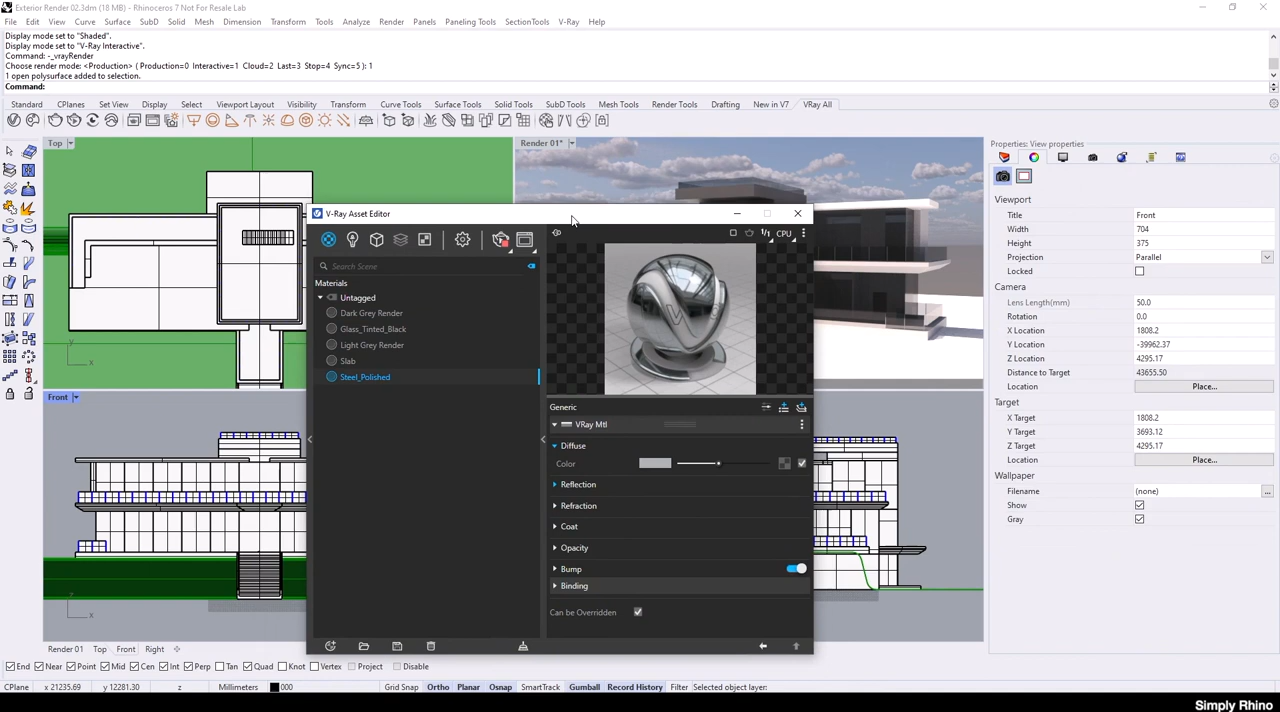 Exterior Render 02.3dm (18 MB) - Rhinoceros 7 Not For Resale Lab
File Edit View Curve Surface SubD Solid Mesh Dimension Transform Tools Analyze Render Panels Paneling Tools SectionTools V-Ray Help
Display mode set to "Shaded".
Display mode set to "V-Ray Interactive".
Command: -_vrayRender
Choose render mode: <Production> ( Production=0 Interactive=1 Cloud=2 Last=3 Stop=4 Sync=5 ): 1
1 open polysurface added to selection.
Command:
Standard CPlanes Set View Display Select Viewport Layout Visibility Transform Curve Tools Surface Tools Solid Tools SubD Tools Mesh Tools Render Tools Drafting New in V7 VRay All
Top
Render 01*
Properties: View properties
Viewport
Title Front
Width 704
Height 375
Projection Parallel
Locked
Camera
Lens Length(mm) 50.0
Rotation 0.0
X Location 1808.2
Y Location -39962.37
Z Location 4295.17
Distance to Target 43655.50
Location Place...
Target
X Target 1808.2
Y Target 3693.12
Z Target 4295.17
Location Place...
Wallpaper
Filename (none) ...
Show
Gray
V-Ray Asset Editor
CPU
Search Scene
Materials
Untagged
Dark Grey Render
Glass_Tinted_Black
Light Grey Render
Slab
Steel_Polished
Generic
VRay Mtl
Diffuse
Color
Reflection
Refraction
Coat
Opacity
Bump
Binding
Can be Overridden
y
x
Front
z
x
Render 01 Top Front Right
End Near Point Mid Cen Int Perp Tan Quad Knot Vertex Project Disable
CPlane x 21235.69 y 12281.30 z Millimeters 000 Grid Snap Ortho Planar Osnap SmartTrack Gumball Record History Filter Selected object layer:
Simply Rhino